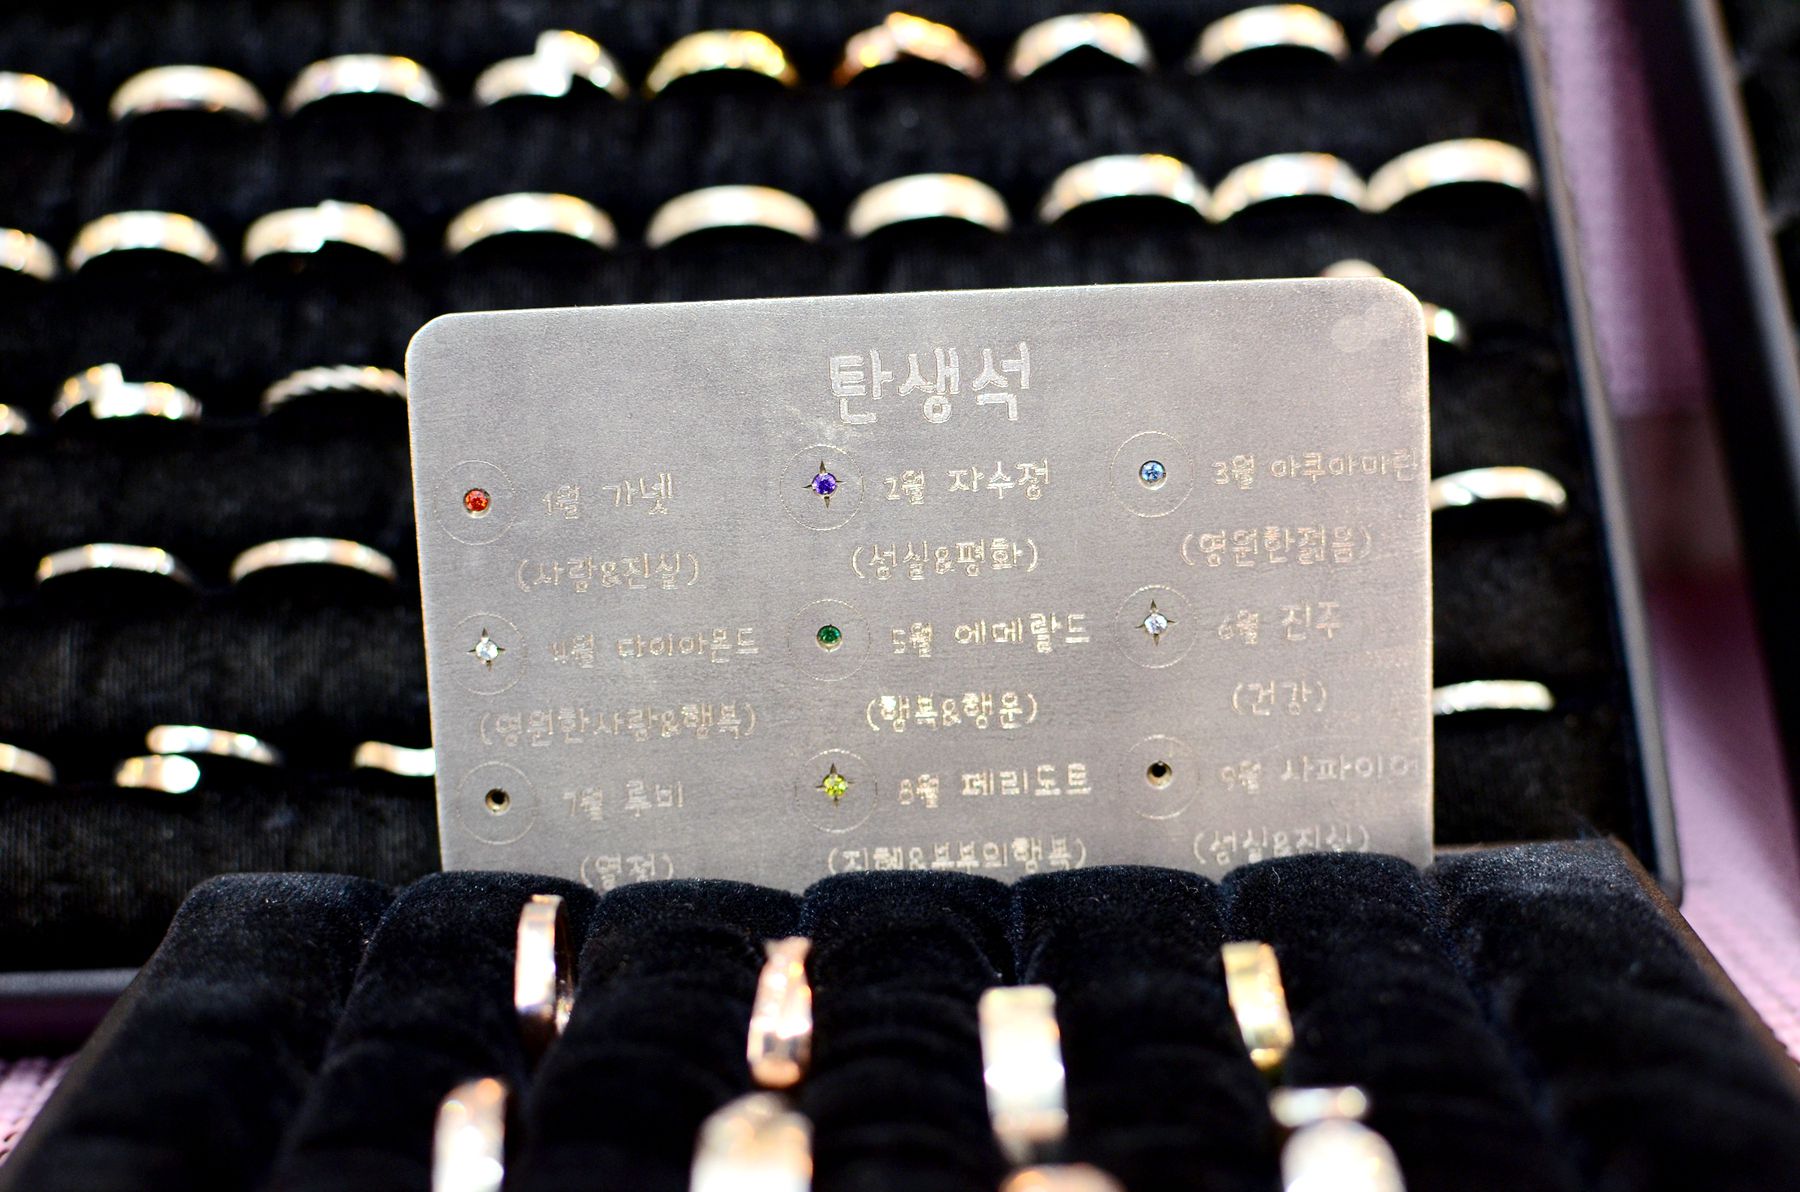 탄생석
1월 가넷 2월 자수정 3월 아쿠아마린
(사랑&진실) (성실&평화) (영원한젊음)
4월 다이아몬드 5월 에메랄드 6월 진주
(영원한사랑&행복) (행복&행운) (건강)
7월 루비 8월 페리도트 9월 사파이어
(열정) (지혜&부부의행복) (성실&진실)